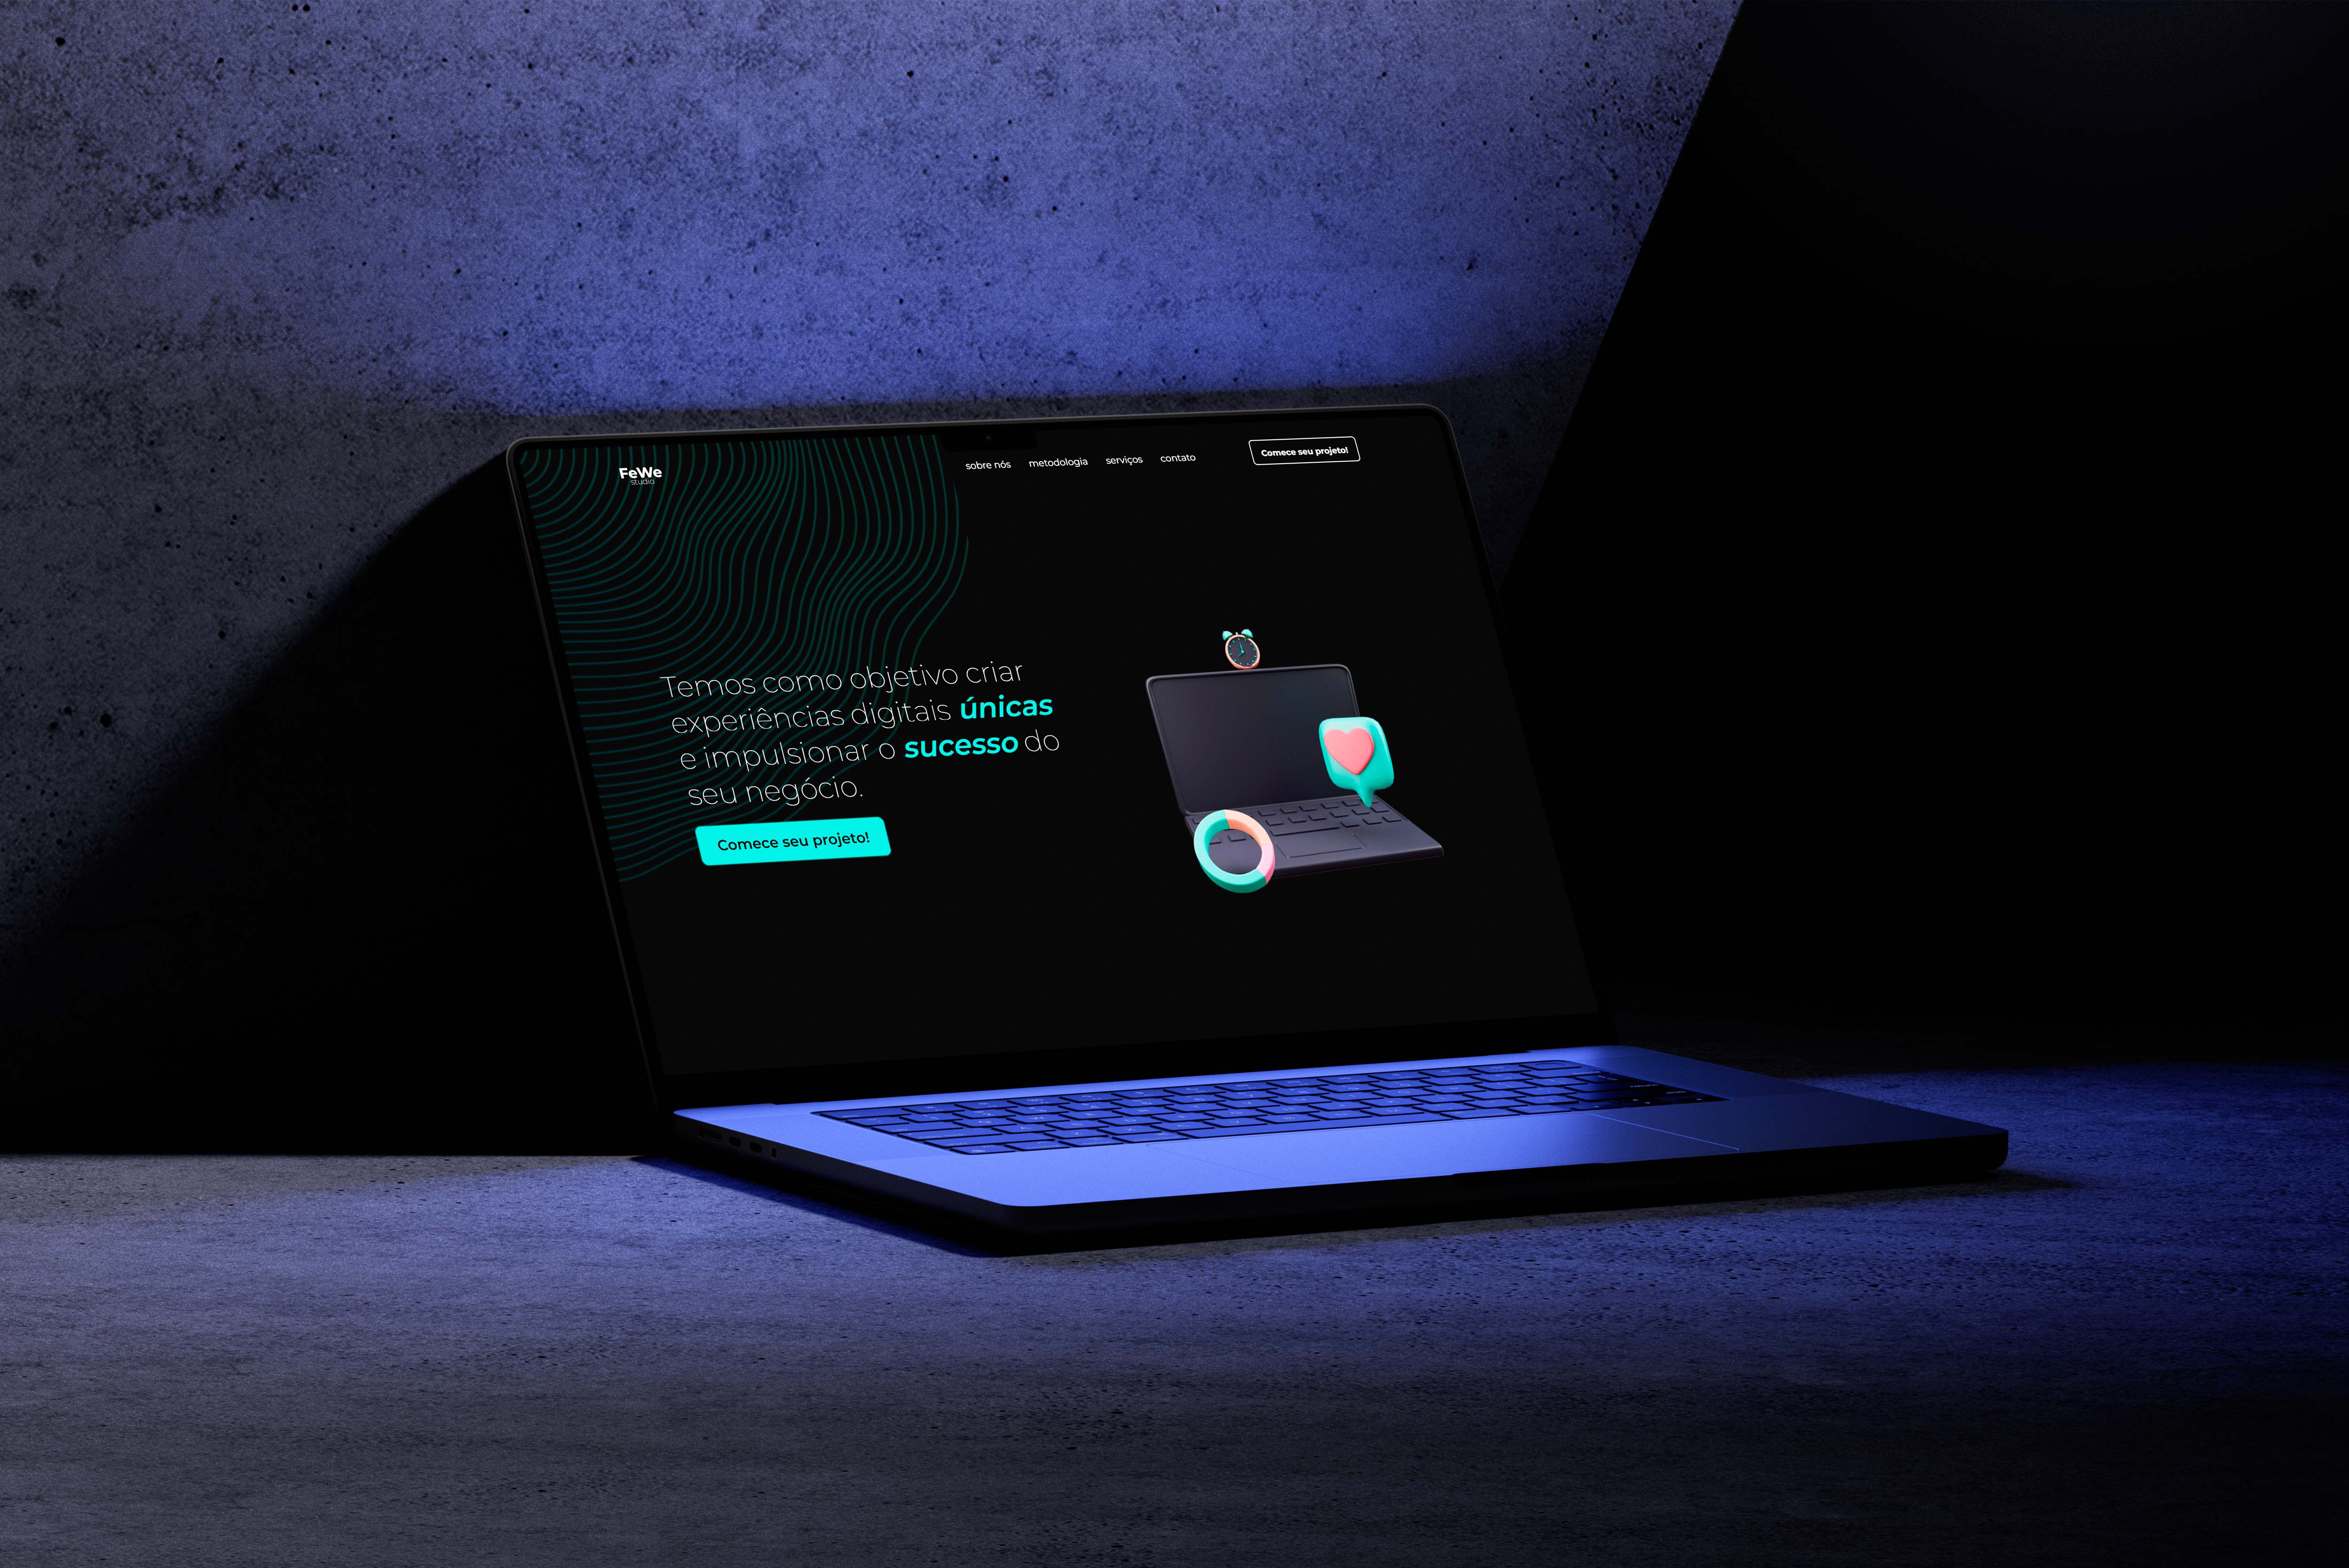 FeWe
studio
sobre nós metodologia serviços contato
Comece seu projeto!
Temos como objetivo criar
experiências digitais únicas
e impulsionar o sucesso do
seu negócio.
Comece seu projeto!